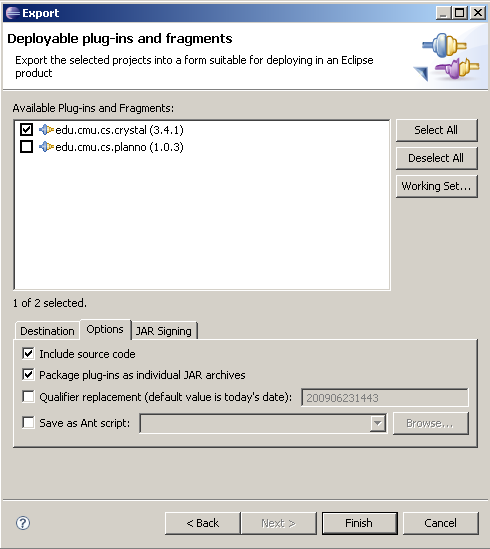 Export
Deployable plug-ins and fragments
Export the selected projects into a form suitable for deploying in an Eclipse
product
Available Plug-ins and Fragments:
edu.cmu.cs.crystal (3.4.1)
edu.cmu.cs.planno (1.0.3)
Select All
Deselect All
Working Set...
1 of 2 selected.
Destination Options JAR Signing
Include source code
Package plug-ins as individual JAR archives
Qualifier replacement (default value is today's date): 200906231443
Save as Ant script: Browse...
? < Back Next > Finish Cancel